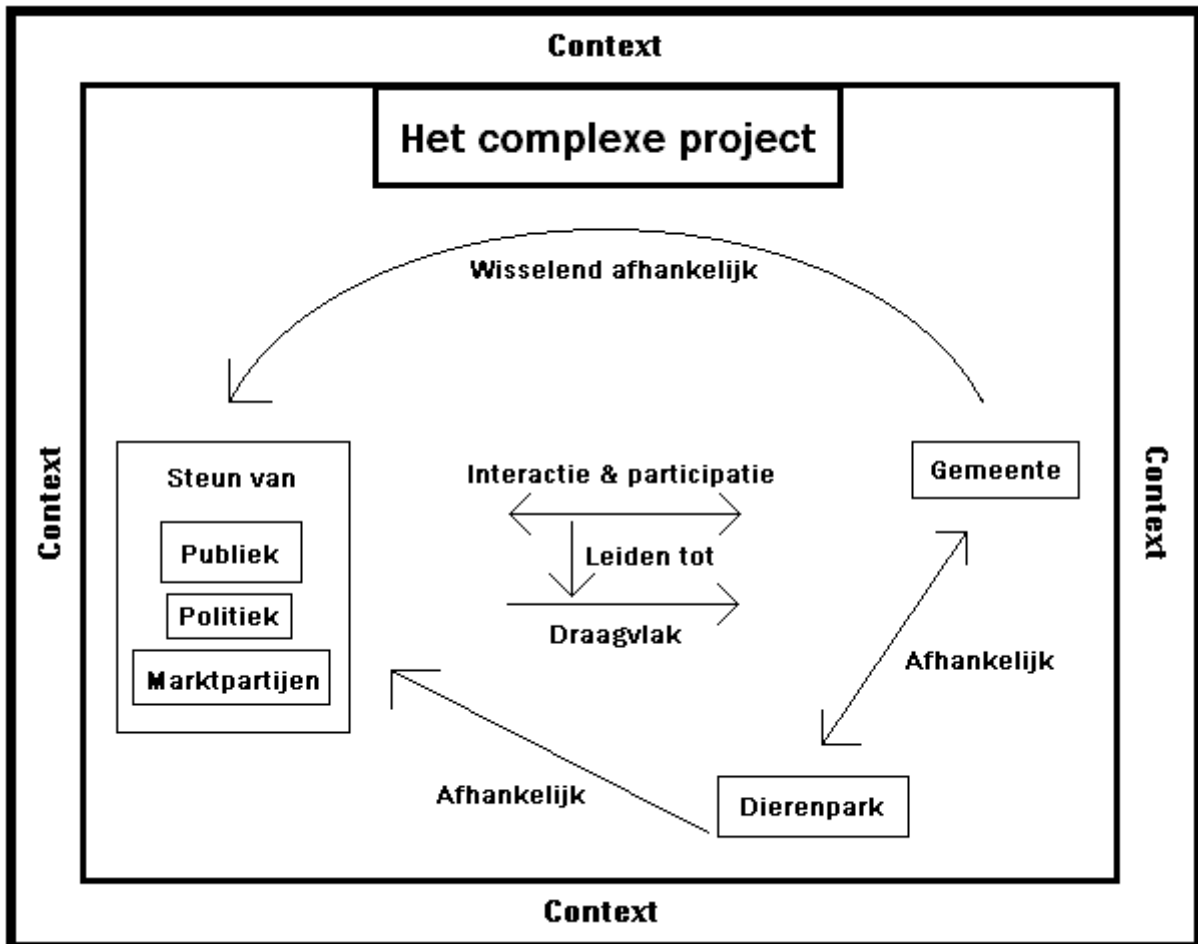 Context
Het complexe project
Wisselend afhankelijk
Context
Steun van
Publiek
Politiek
Marktpartijen
Interactie & participatie
Leiden tot
Draagvlak
Gemeente
Afhankelijk
Afhankelijk
Dierenpark
Context
Context